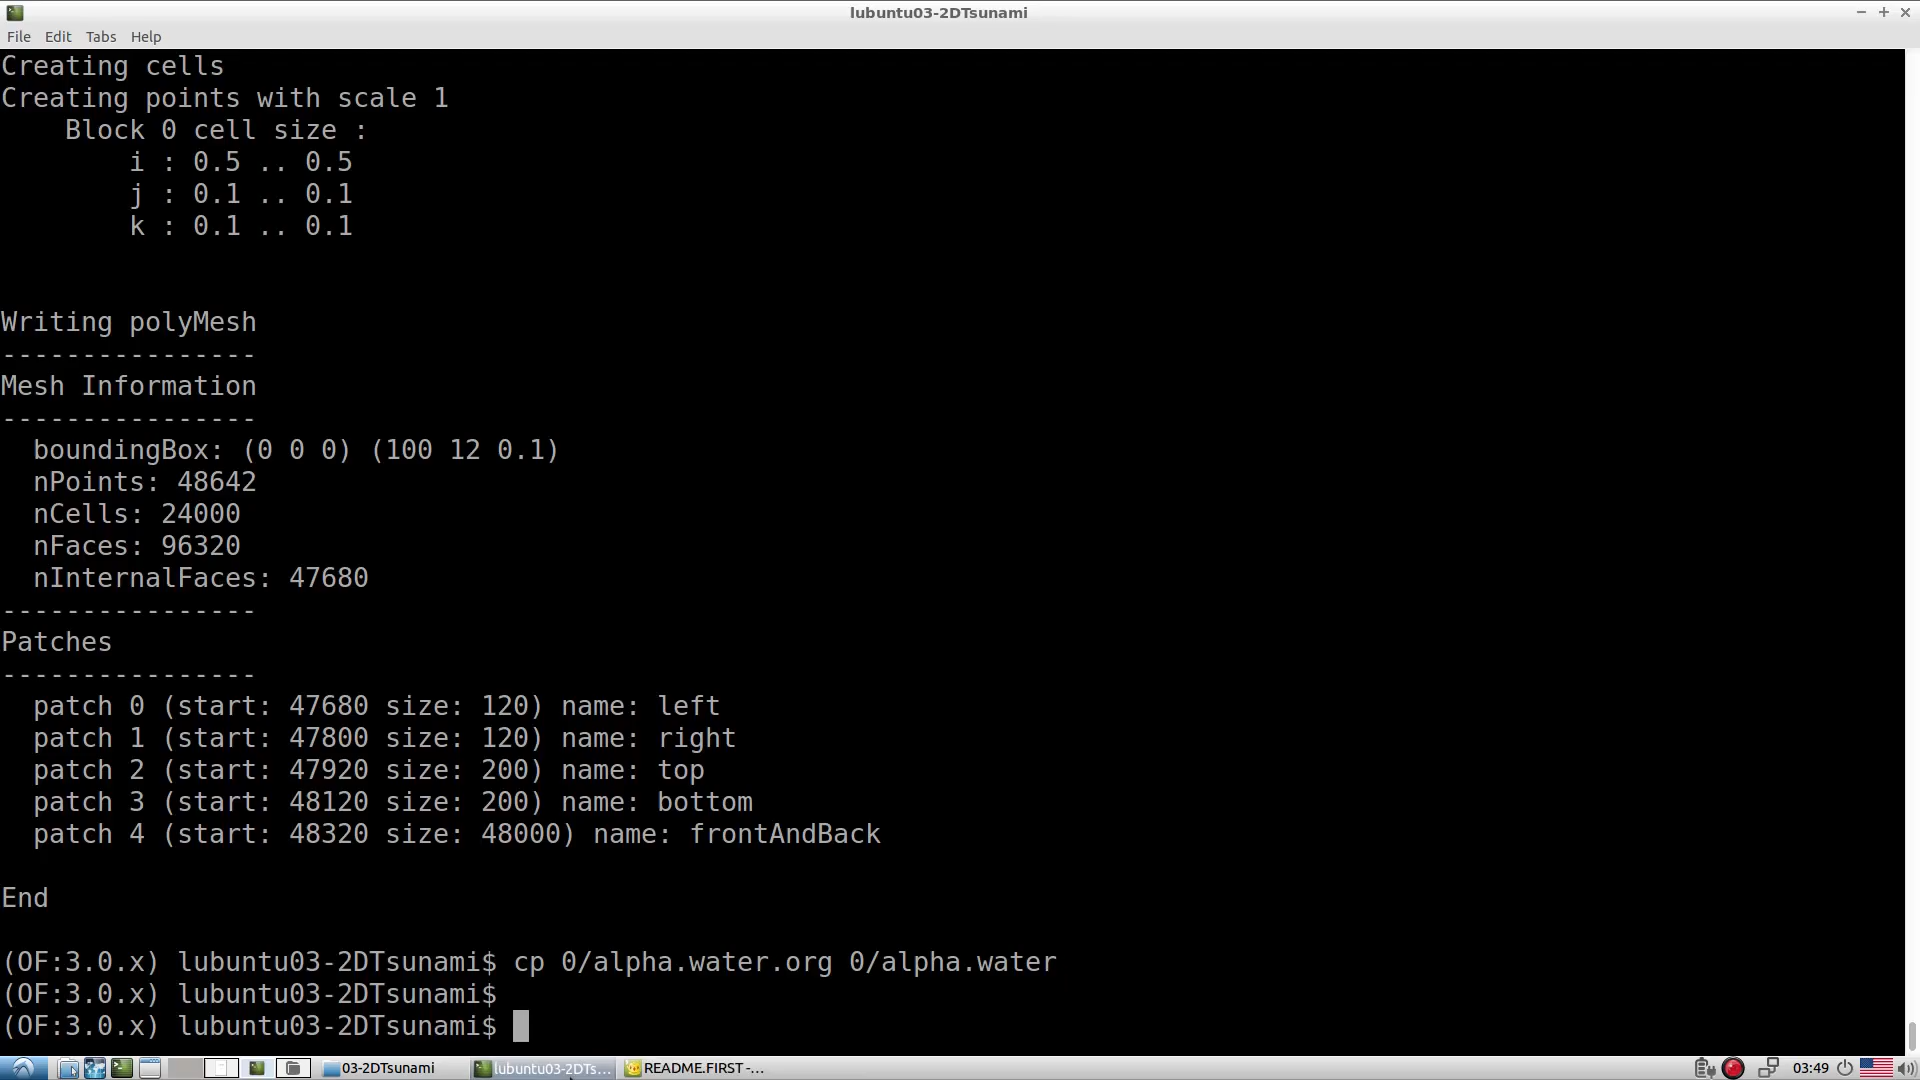 lubuntu03-2DTsunami
File Edit Tabs Help
Creating cells
Creating points with scale 1
    Block 0 cell size :
        i : 0.5 .. 0.5
        j : 0.1 .. 0.1
        k : 0.1 .. 0.1
Writing polyMesh
----------------
Mesh Information
----------------
  boundingBox: (0 0 0) (100 12 0.1)
  nPoints: 48642
  nCells: 24000
  nFaces: 96320
  nInternalFaces: 47680
----------------
Patches
----------------
  patch 0 (start: 47680 size: 120) name: left
  patch 1 (start: 47800 size: 120) name: right
  patch 2 (start: 47920 size: 200) name: top
  patch 3 (start: 48120 size: 200) name: bottom
  patch 4 (start: 48320 size: 48000) name: frontAndBack
End
(OF:3.0.x) lubuntu03-2DTsunami$ cp 0/alpha.water.org 0/alpha.water
(OF:3.0.x) lubuntu03-2DTsunami$
(OF:3.0.x) lubuntu03-2DTsunami$
03-2DTsunami lubuntu03-2DTs... README.FIRST -... 03:49